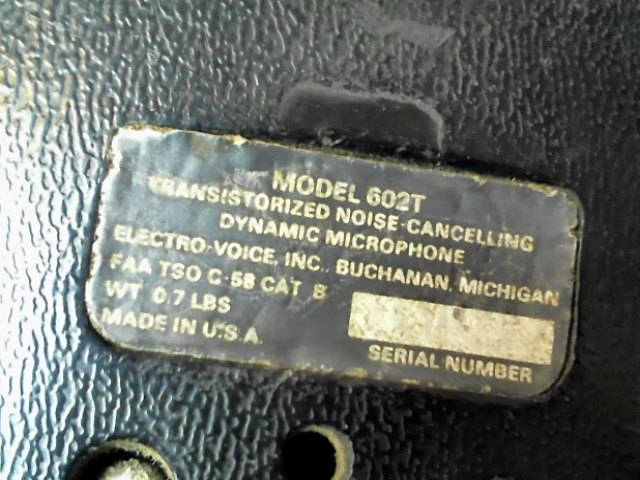 MODEL 602T
TRANSISTORIZED NOISE-CANCELLING
DYNAMIC MICROPHONE
ELECTRO-VOICE, INC., BUCHANAN, MICHIGAN
FAA TSO C-58 CAT B
WT 0.7 LBS
MADE IN U.S.A.
SERIAL NUMBER